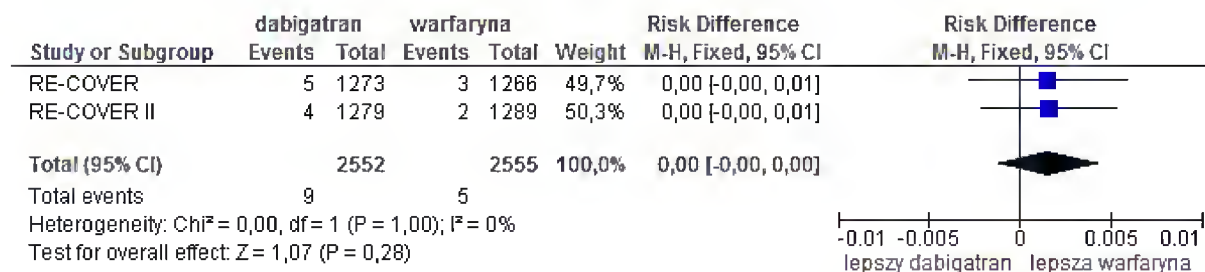 dabigatran warfaryna Risk Difference Risk Difference
Study or Subgroup Events Total Events Total Weight M-H, Fixed, 95% CI M-H, Fixed, 95% CI
RE-COVER 5 1273 3 1266 49,7% 0,00 [-0,00, 0,01]
RE-COVER II 4 1279 2 1289 50,3% 0,00 [-0,00, 0,01]
Total (95% CI) 2552 2555 100,0% 0,00 [-0,00, 0,00]
Total events 9 5
Heterogeneity: Chi² = 0,00, df = 1 (P = 1,00); I² = 0%
Test for overall effect: Z = 1,07 (P = 0,28)
-0.01 -0.005 0 0.005 0.01
lepszy dabigatran lepsza warfaryna